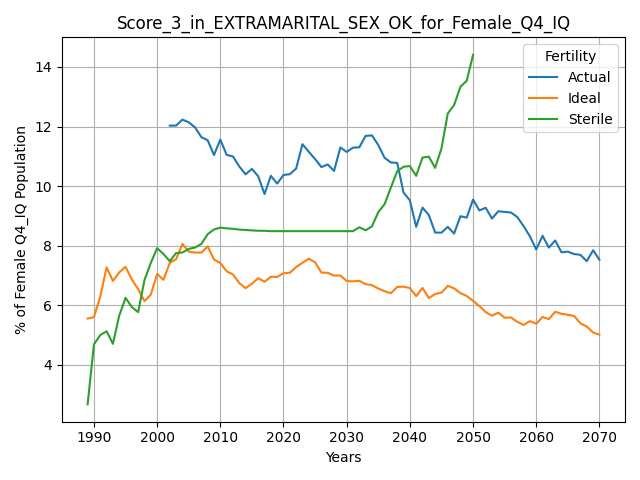 Score_3_in_EXTRAMARITAL_SEX_OK_for_Female_Q4_IQ
Fertility
Actual
Ideal
Sterile
% of Female Q4_IQ Population
14
12
10
8
6
4
1990 2000 2010 2020 2030 2040 2050 2060 2070
Years